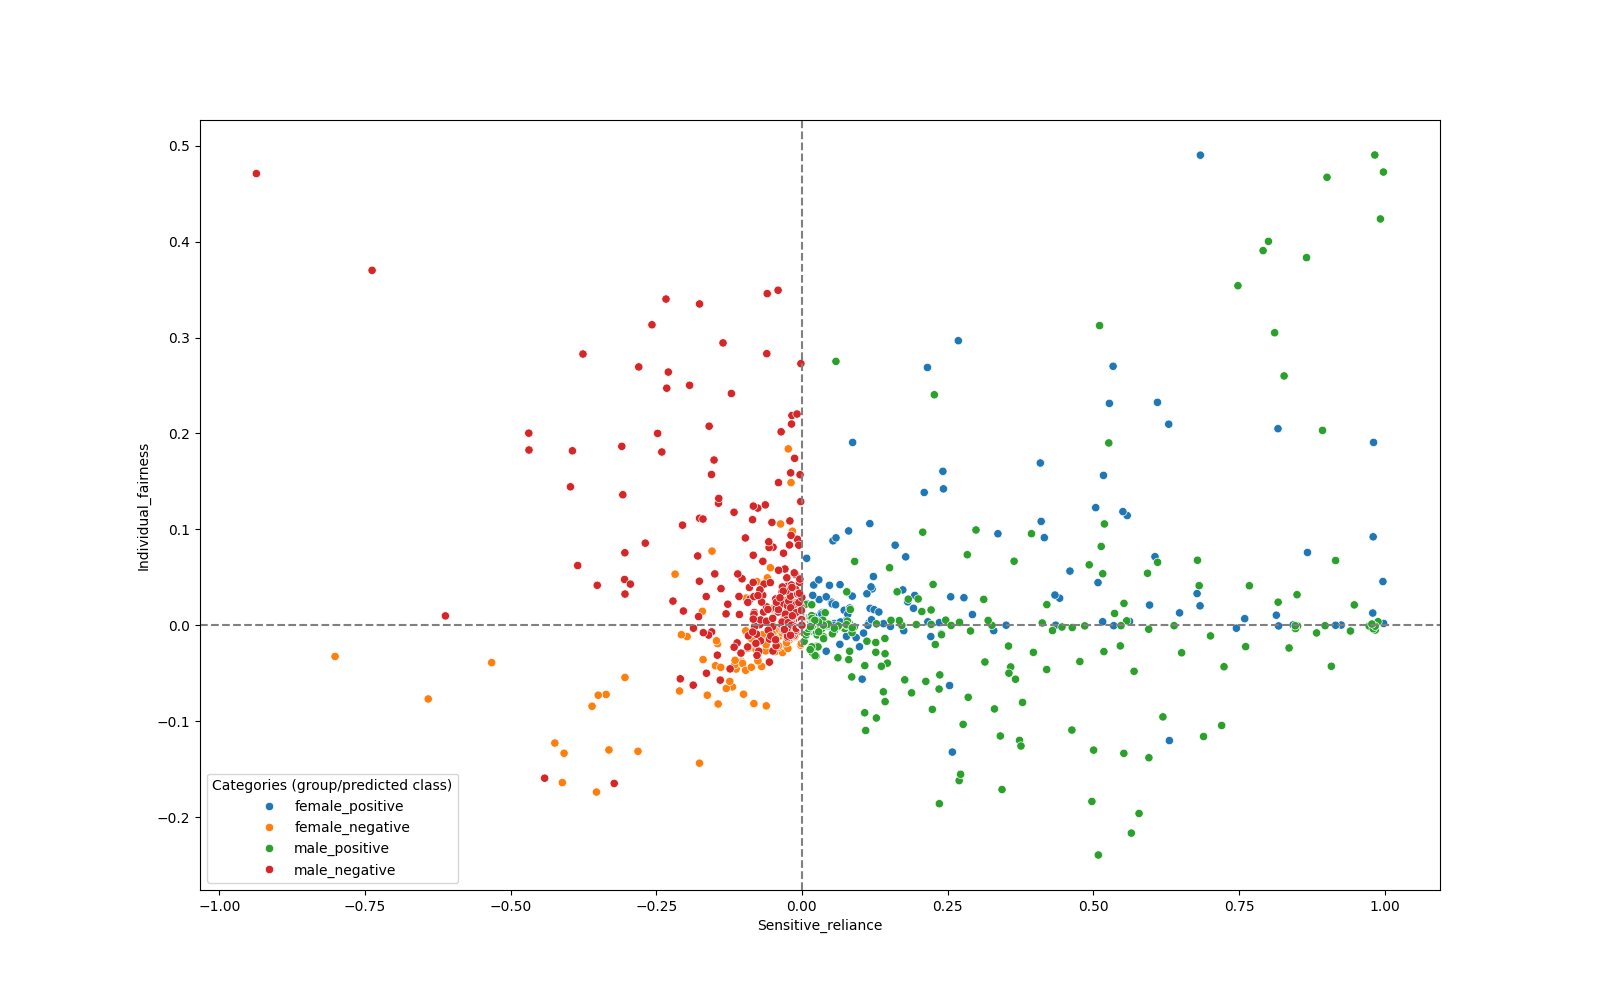 0.5
0.4
0.3
0.2
0.1
0.0
−0.1
−0.2
Individual_fairness
Categories (group/predicted class)
female_positive
female_negative
male_positive
male_negative
−1.00 −0.75 −0.50 −0.25 0.00 0.25 0.50 0.75 1.00
Sensitive_reliance